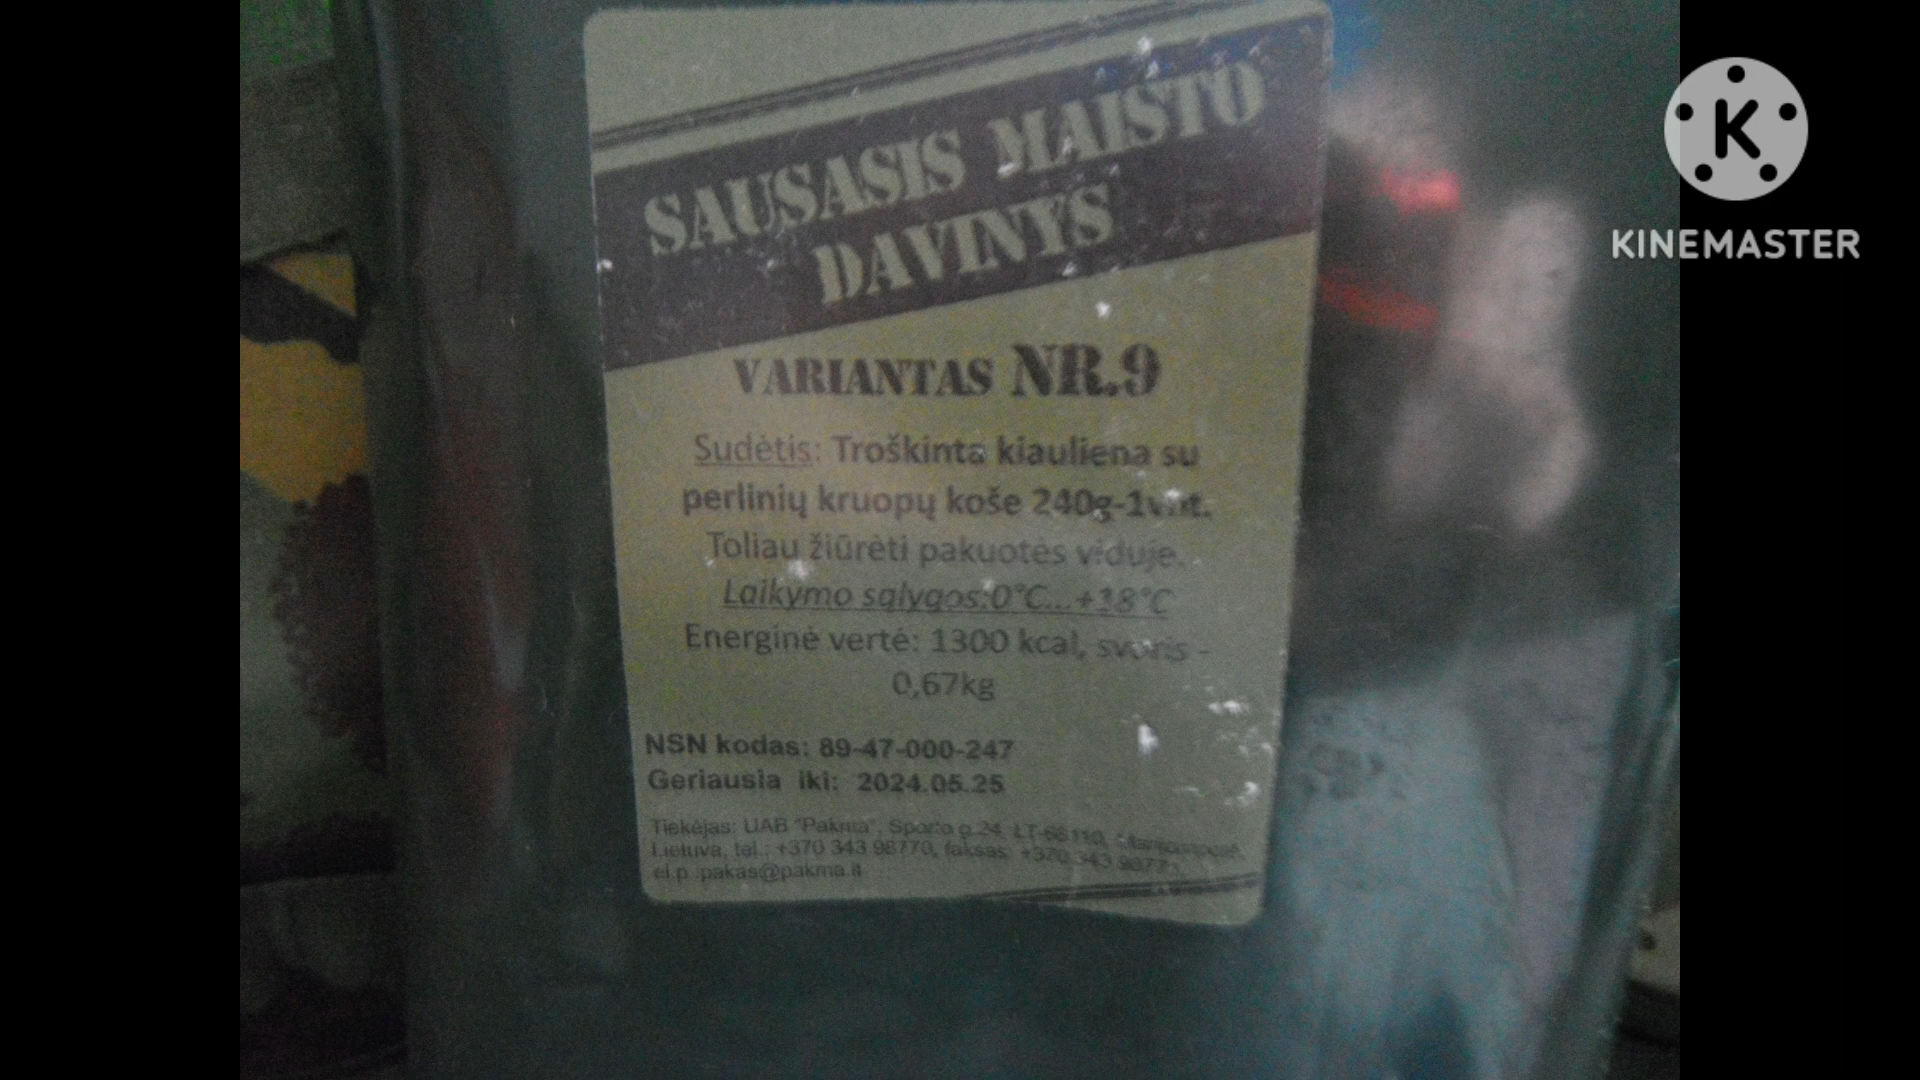 SAUSASIS MAISTO
DAVINYS
VARIANTAS NR.9
Sudėtis: Troškinta kiauliena su
perlinių kruopų koše 240g-1vnt.
Toliau žiūrėti pakuotės viduje.
Laikymo sąlygos:0°C...+18°C
Energinė vertė: 1300 kcal, svoris -
0,67kg
NSN kodas: 89-47-000-247
Geriausia iki: 2024.05.25
Tiekėjas: UAB "Pakma", Sporto g.24, LT-68110, Marijampolė,
Lietuva, tel.: +370 343 98770, faksas: +370 343 98771,
el.p. pakas@pakma.lt
KINEMASTER